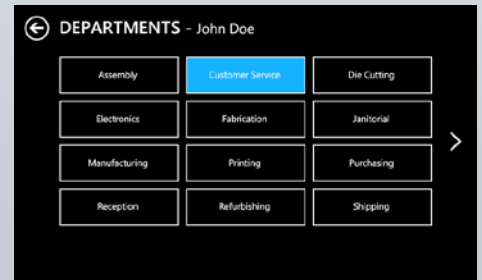 DEPARTMENTS - John Doe
Assembly Customer Service Die Cutting
Electronics Fabrication Janitorial
Manufacturing Printing Purchasing
Reception Refurbishing Shipping